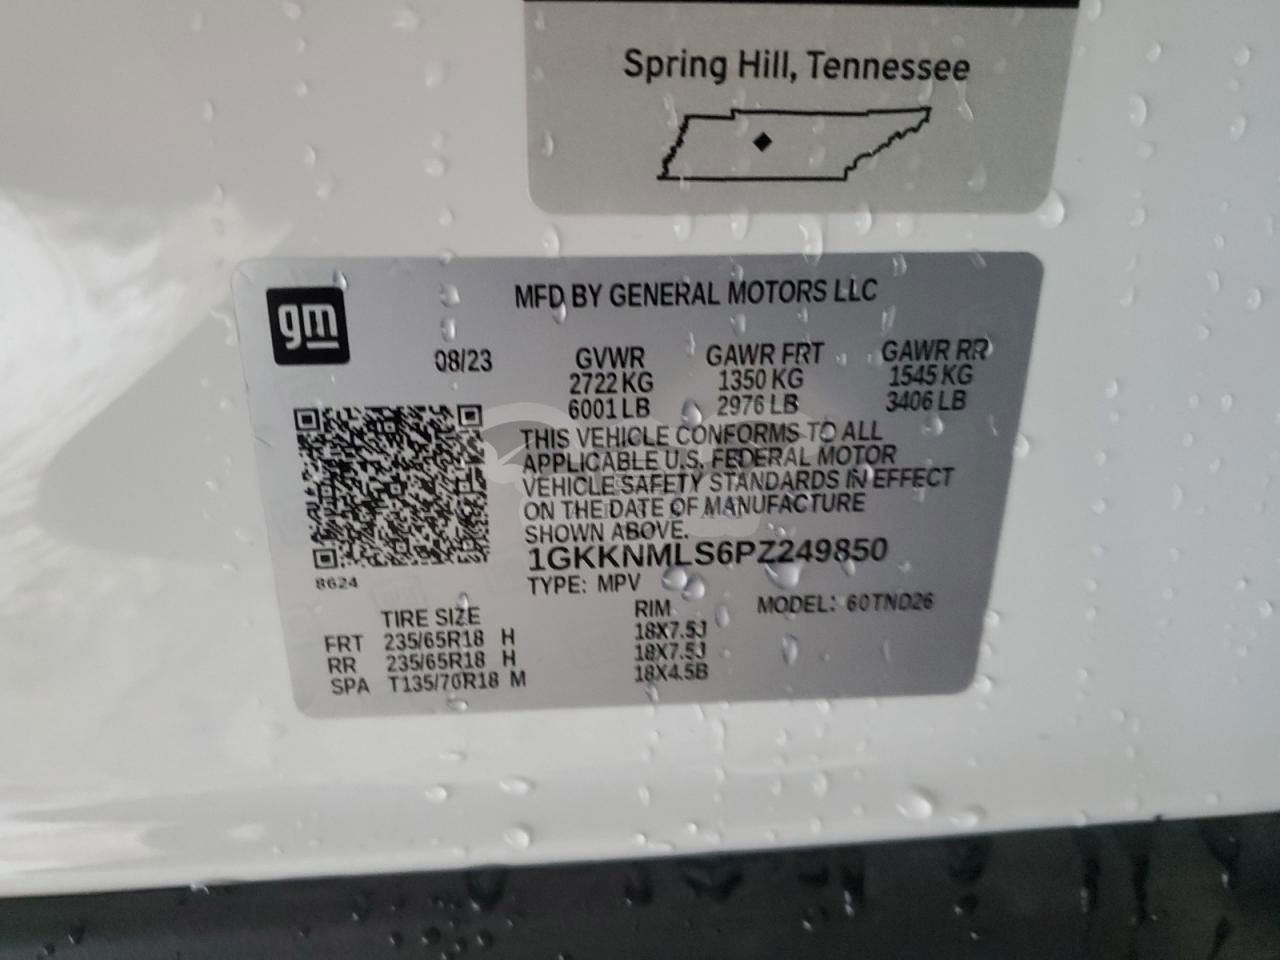 Spring Hill, Tennessee
gm
MFD BY GENERAL MOTORS LLC
08/23 GVWR GAWR FRT GAWR RR
2722 KG 1350 KG 1545 KG
6001 LB 2976 LB 3406 LB
THIS VEHICLE CONFORMS TO ALL
APPLICABLE U.S. FEDERAL MOTOR
VEHICLE SAFETY STANDARDS IN EFFECT
ON THE DATE OF MANUFACTURE
SHOWN ABOVE.
1GKKNMLS6PZ249850
8624
TYPE: MPV
TIRE SIZE RIM MODEL: 60TND26
FRT 235/65R18 H 18X7.5J
RR 235/65R18 H 18X7.5J
SPA T135/70R18 M 18X4.5B